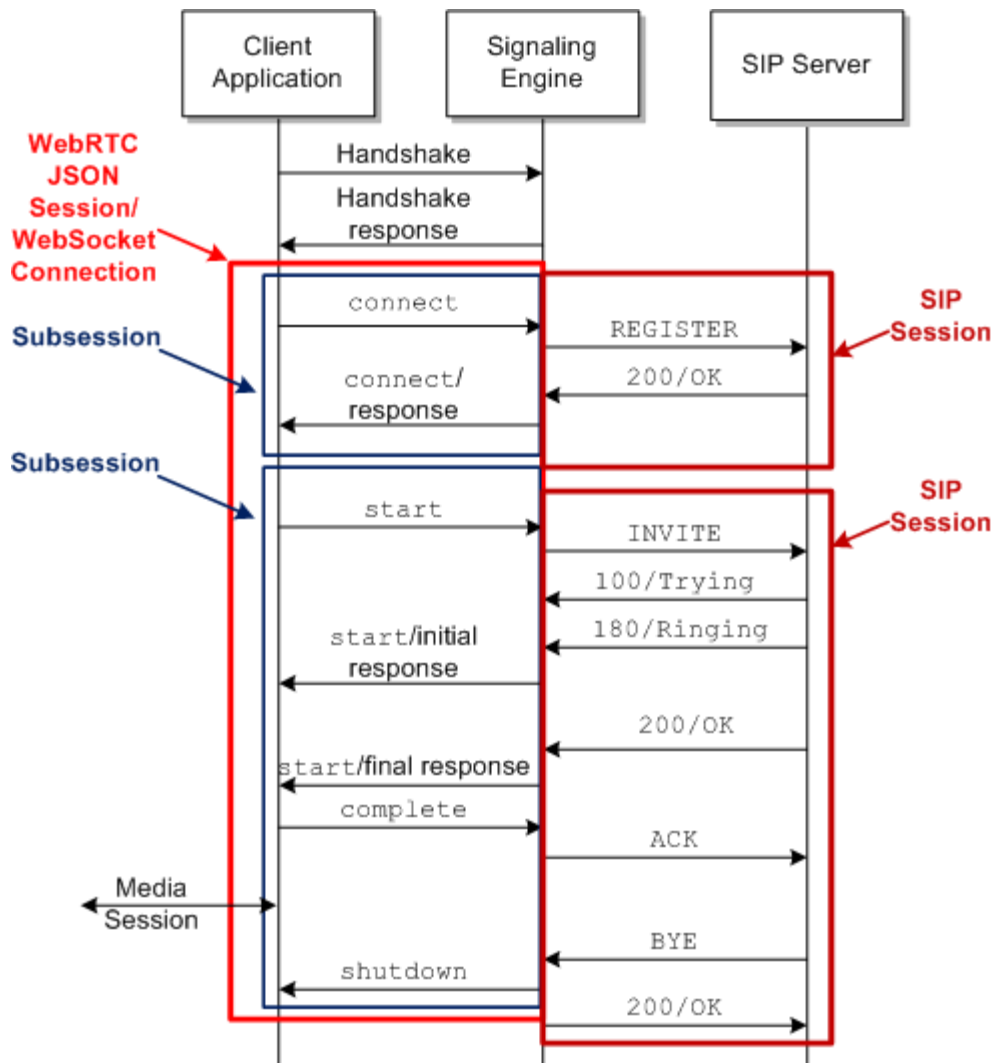 Client
Application
Signaling
Engine
SIP Server
WebRTC
JSON
Session/
WebSocket
Connection
Handshake
Handshake
response
connect
REGISTER
SIP
Session
Subsession
200/OK
connect/
response
Subsession
start
SIP
Session
INVITE
100/Trying
180/Ringing
start/initial
response
200/OK
start/final response
complete
ACK
Media
Session
BYE
shutdown
200/OK